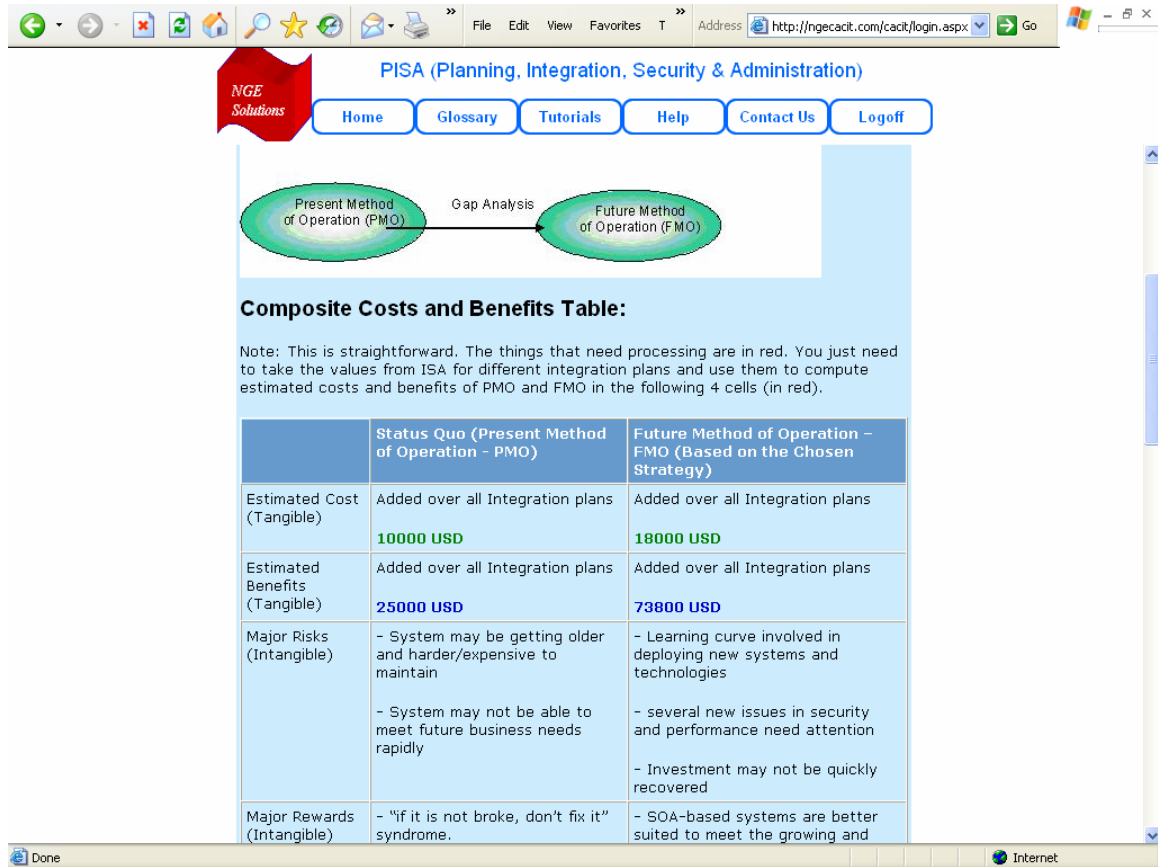 »
File Edit View Favorites T
»
Address http://ngecacit.com/cacit/login.aspx Go
PISA (Planning, Integration, Security & Administration)
NGE
Solutions
Home Glossary Tutorials Help Contact Us Logoff
Present Method
of Operation (PMO)
Gap Analysis
Future Method
of Operation (FMO)
Composite Costs and Benefits Table:
Note: This is straightforward. The things that need processing are in red. You just need
to take the values from ISA for different integration plans and use them to compute
estimated costs and benefits of PMO and FMO in the following 4 cells (in red).
Status Quo (Present Method
of Operation - PMO)
Future Method of Operation –
FMO (Based on the Chosen
Strategy)
Estimated Cost
(Tangible)
Added over all Integration plans
10000 USD
Added over all Integration plans
18000 USD
Estimated
Benefits
(Tangible)
Added over all Integration plans
25000 USD
Added over all Integration plans
73800 USD
Major Risks
(Intangible)
- System may be getting older
and harder/expensive to
maintain
- System may not be able to
meet future business needs
rapidly
- Learning curve involved in
deploying new systems and
technologies
- several new issues in security
and performance need attention
- Investment may not be quickly
recovered
Major Rewards
(Intangible)
- “if it is not broke, don’t fix it”
syndrome.
- SOA-based systems are better
suited to meet the growing and
Done
Internet